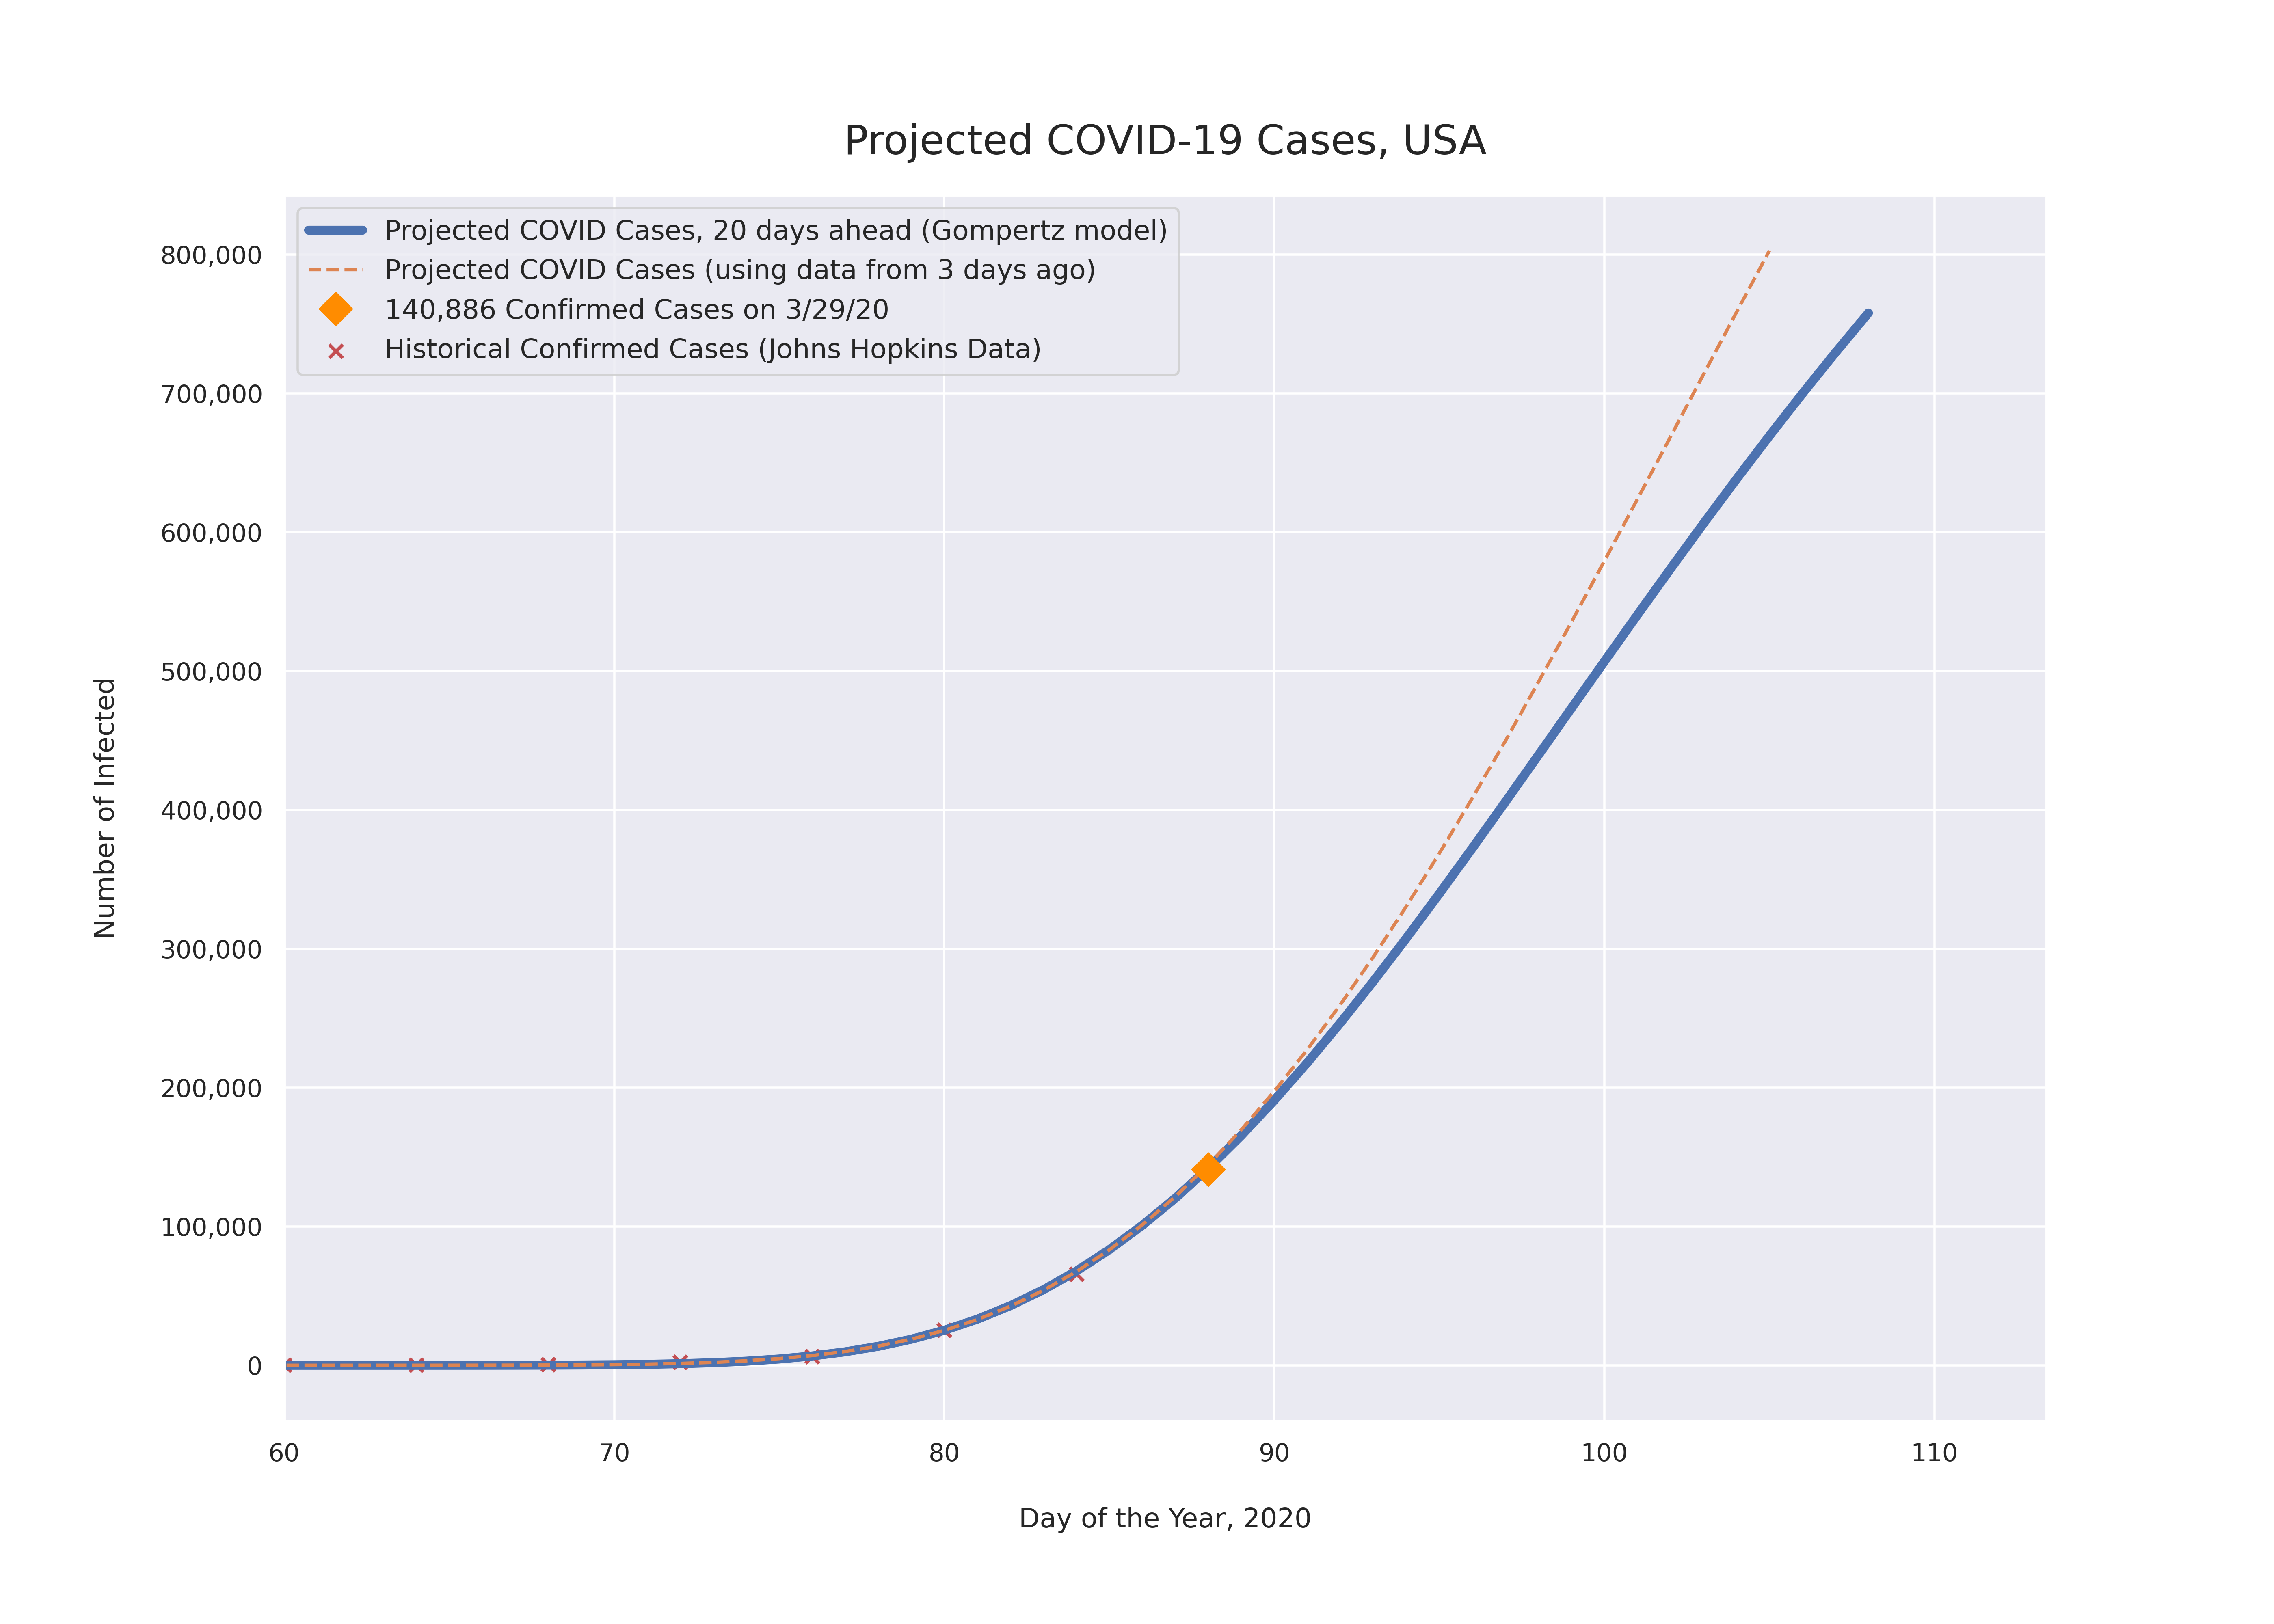 Projected COVID-19 Cases, USA
Projected COVID Cases, 20 days ahead (Gompertz model)
Projected COVID Cases (using data from 3 days ago)
140,886 Confirmed Cases on 3/29/20
Historical Confirmed Cases (Johns Hopkins Data)
800,000
700,000
600,000
500,000
400,000
300,000
200,000
100,000
0
Number of Infected
60 70 80 90 100 110
Day of the Year, 2020